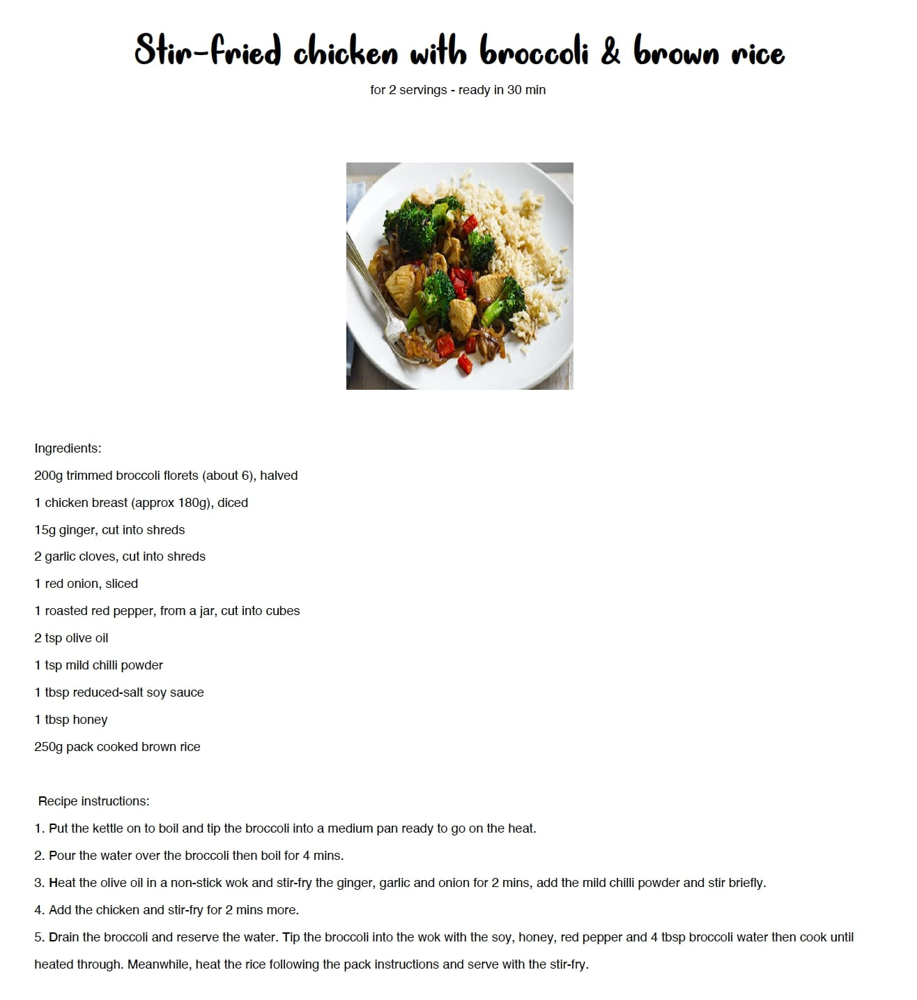 Stir-fried chicken with broccoli & brown rice
for 2 servings - ready in 30 min
Ingredients:
200g trimmed broccoli florets (about 6), halved
1 chicken breast (approx 180g), diced
15g ginger, cut into shreds
2 garlic cloves, cut into shreds
1 red onion, sliced
1 roasted red pepper, from a jar, cut into cubes
2 tsp olive oil
1 tsp mild chilli powder
1 tbsp reduced-salt soy sauce
1 tbsp honey
250g pack cooked brown rice
Recipe instructions:
1. Put the kettle on to boil and tip the broccoli into a medium pan ready to go on the heat.
2. Pour the water over the broccoli then boil for 4 mins.
3. Heat the olive oil in a non-stick wok and stir-fry the ginger, garlic and onion for 2 mins, add the mild chilli powder and stir briefly.
4. Add the chicken and stir-fry for 2 mins more.
5. Drain the broccoli and reserve the water. Tip the broccoli into the wok with the soy, honey, red pepper and 4 tbsp broccoli water then cook until
heated through. Meanwhile, heat the rice following the pack instructions and serve with the stir-fry.